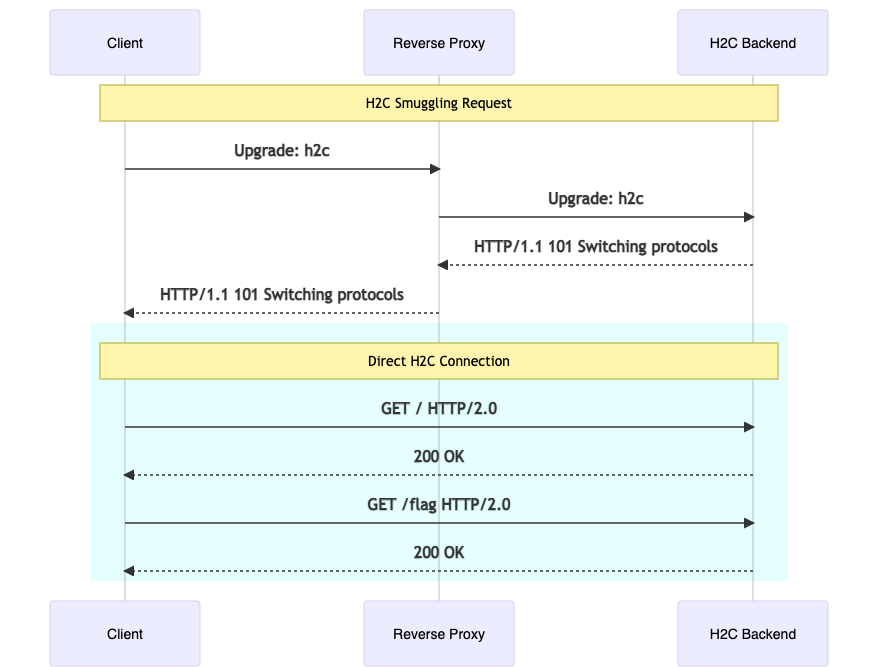 Client
Reverse Proxy
H2C Backend
H2C Smuggling Request
Upgrade: h2c
Upgrade: h2c
HTTP/1.1 101 Switching protocols
HTTP/1.1 101 Switching protocols
Direct H2C Connection
GET / HTTP/2.0
200 OK
GET /flag HTTP/2.0
200 OK
Client
Reverse Proxy
H2C Backend